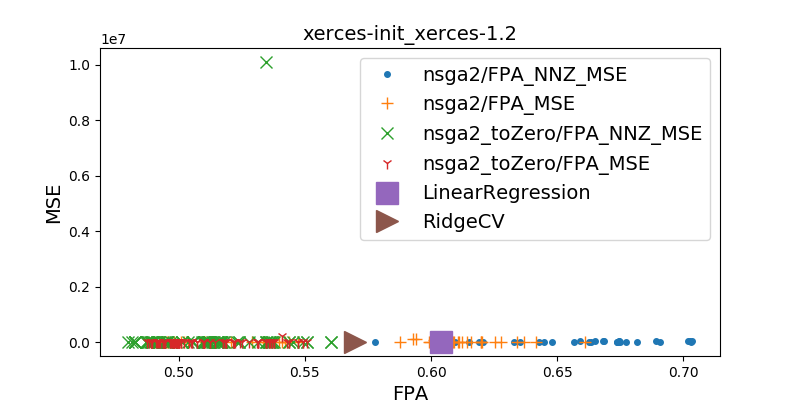 xerces-init_xerces-1.2
1e7
1.0
0.8
0.6
0.4
0.2
0.0
MSE
nsga2/FPA_NNZ_MSE
nsga2/FPA_MSE
nsga2_toZero/FPA_NNZ_MSE
nsga2_toZero/FPA_MSE
LinearRegression
RidgeCV
0.50 0.55 0.60 0.65 0.70
FPA